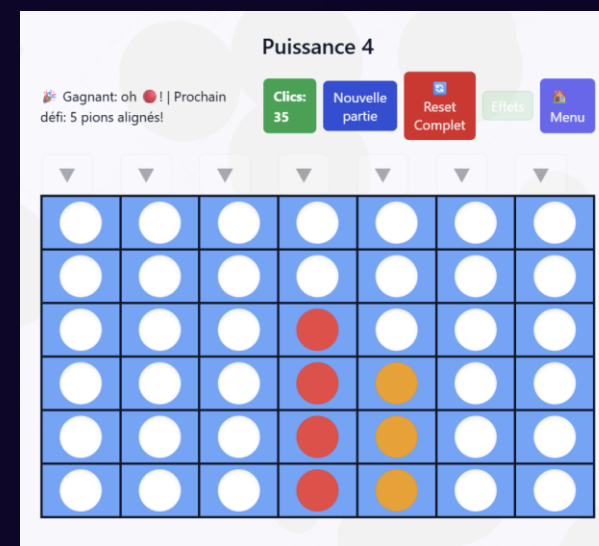 Puissance 4
🎉 Gagnant: oh 🔴! | Prochain
défi: 5 pions alignés!
Clics:
35
Nouvelle
partie
🔄
Reset
Complet
Effets
🏠
Menu
▼ ▼ ▼ ▼ ▼ ▼ ▼